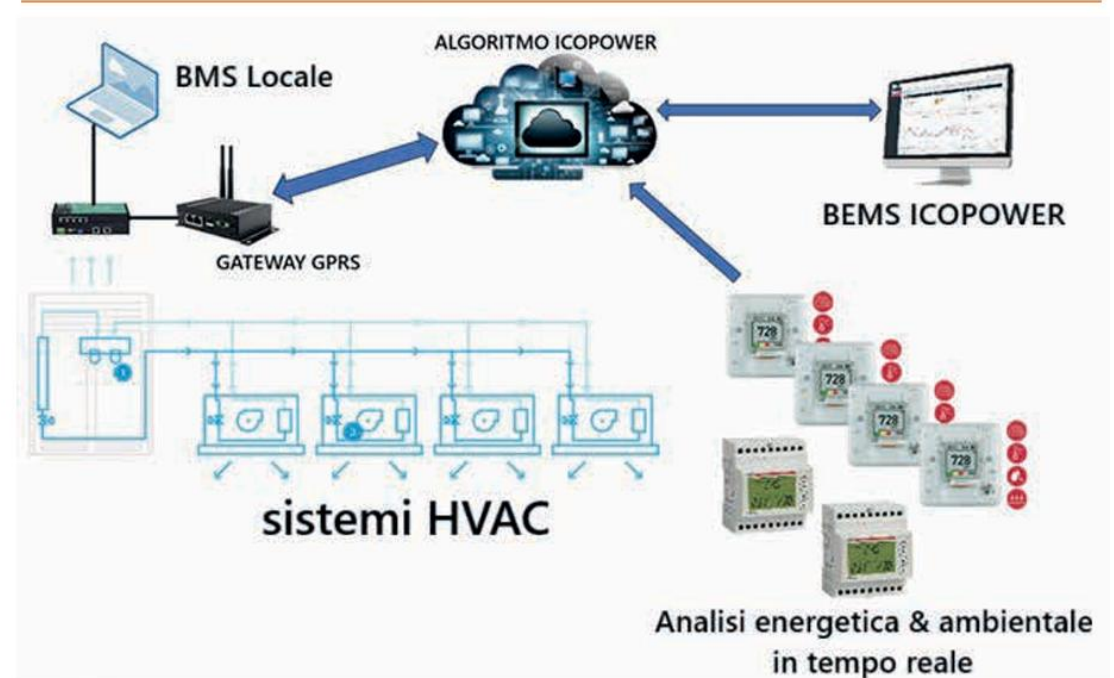 ALGORITMO ICOPOWER
BMS Locale
BEMS ICOPOWER
GATEWAY GPRS
728
728
728
728
sistemi HVAC
Analisi energetica & ambientale
in tempo reale